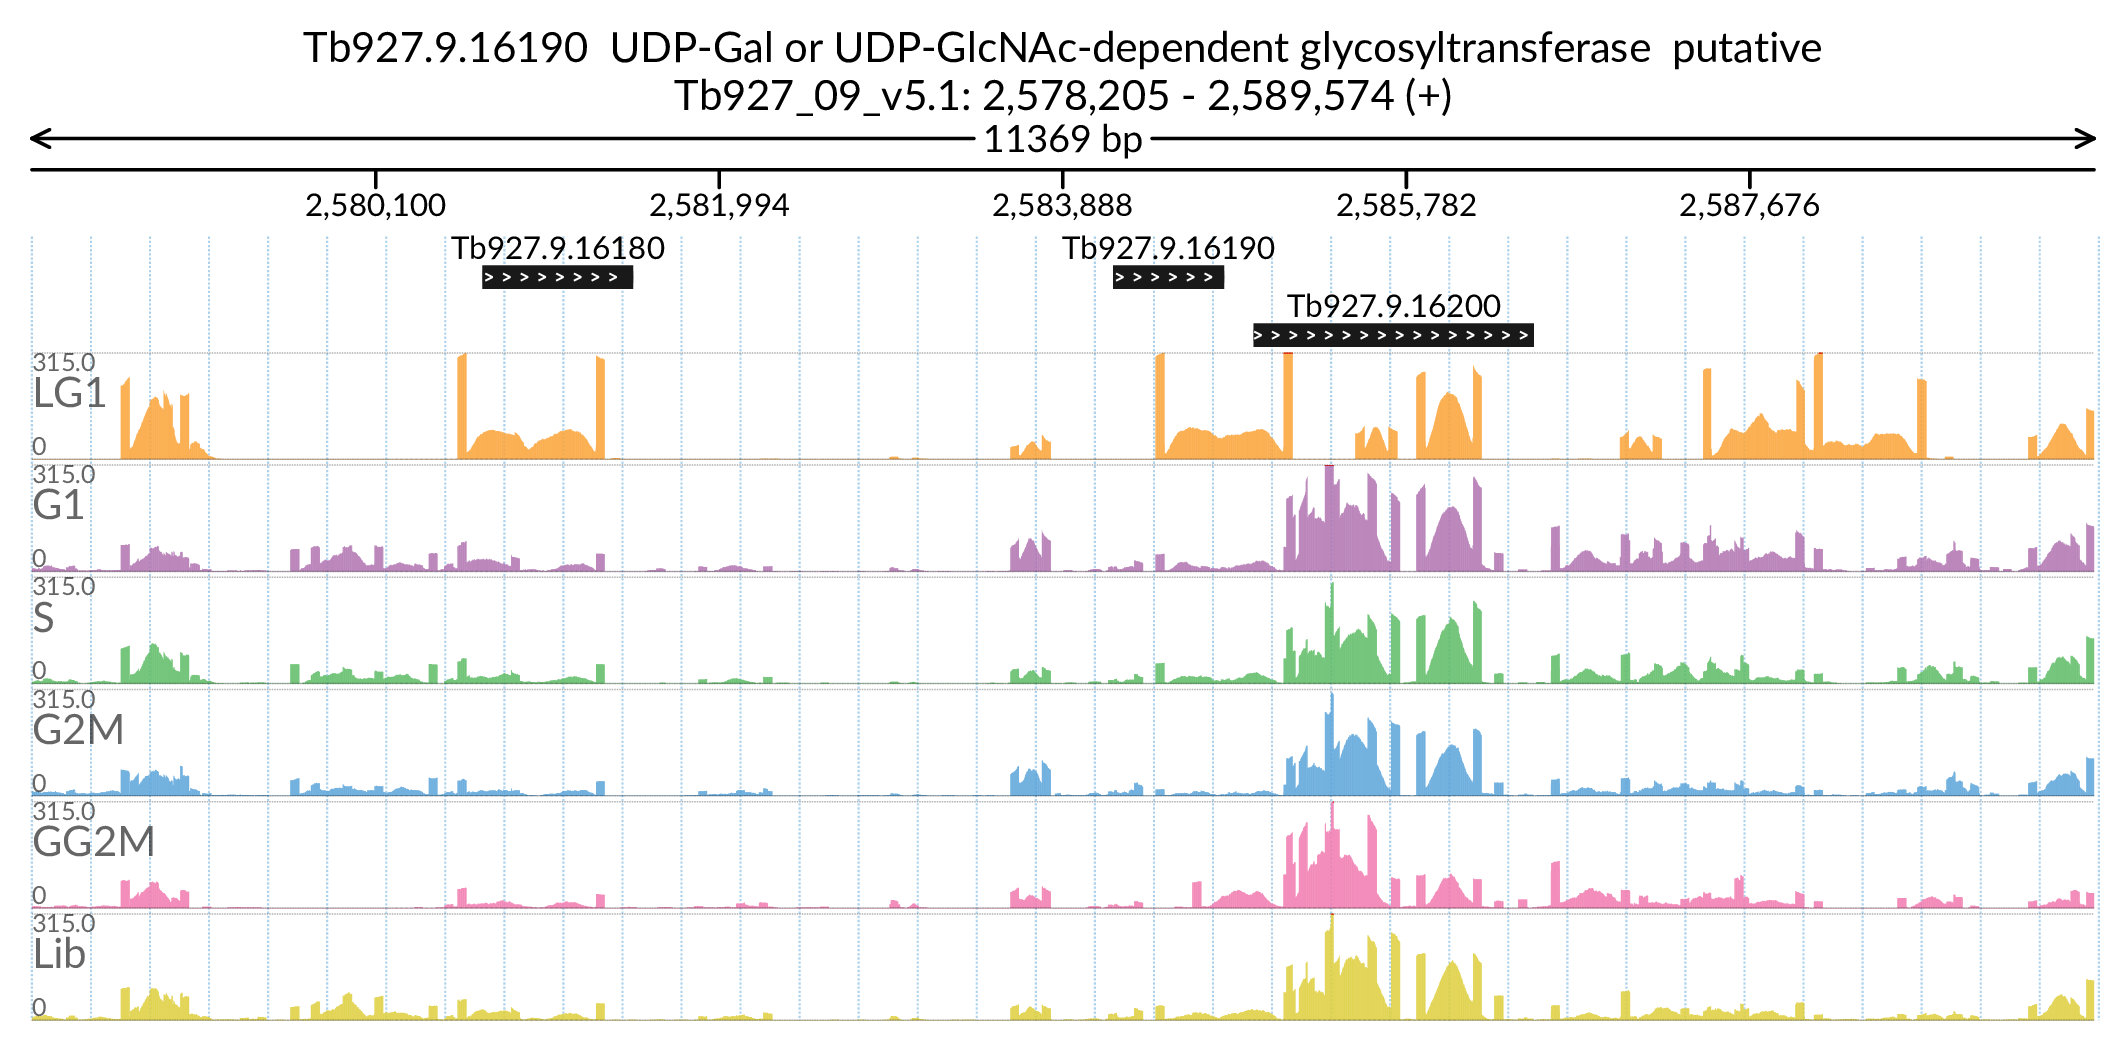 Tb927.9.16190  UDP-Gal or UDP-GlcNAc-dependent glycosyltransferase  putative
Tb927_09_v5.1: 2,578,205 - 2,589,574 (+)
11369 bp
2,580,100 2,581,994 2,583,888 2,585,782 2,587,676
Tb927.9.16180 Tb927.9.16190
Tb927.9.16200
315.0
LG1
0
315.0
G1
0
315.0
S
0
315.0
G2M
0
315.0
GG2M
0
315.0
Lib
0